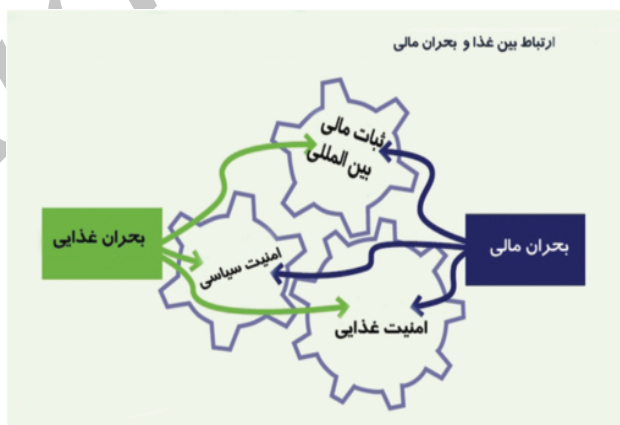 ارتباط بین غذا و بحران مالی
ثبات مالی
بین المللی
بحران مالی
بحران غذایی
امنیت سیاسی
امنیت غذایی